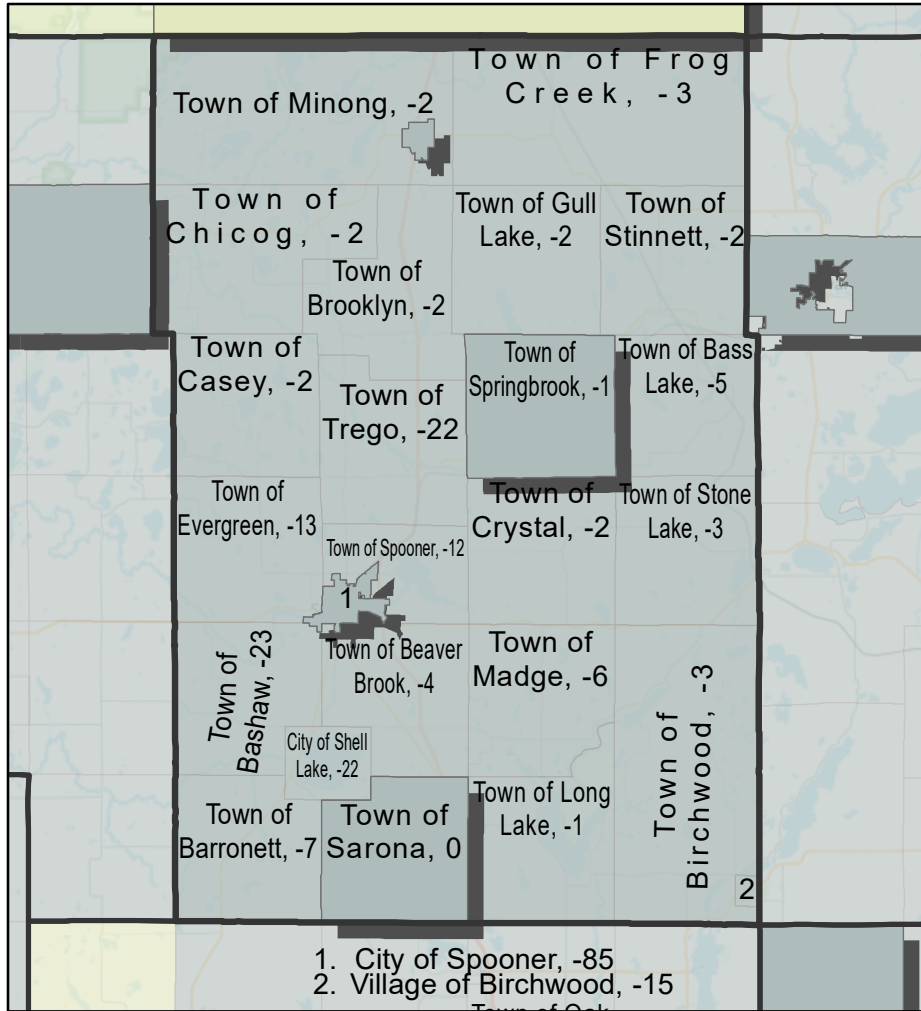 Town of Frog
Creek, -3
Town of Minong, -2
Town of
Chicog, -2
Town of Gull
Lake, -2
Town of
Stinnett, -2
Town of
Brooklyn, -2
Town of
Casey, -2
Town of
Springbrook, -1
Town of Bass
Lake, -5
Town of
Trego, -22
Town of
Evergreen, -13
Town of
Crystal, -2
Town of Stone
Lake, -3
Town of Spooner, -12
1
Town of Beaver
Brook, -4
Town of
Madge, -6
Town of
Bashaw, -23
Town of
Birchwood, -3
City of Shell
Lake, -22
Town of
Barronett, -7
Town of
Sarona, 0
Town of Long
Lake, -1
2
1. City of Spooner, -85
2. Village of Birchwood, -15
Town of Oak